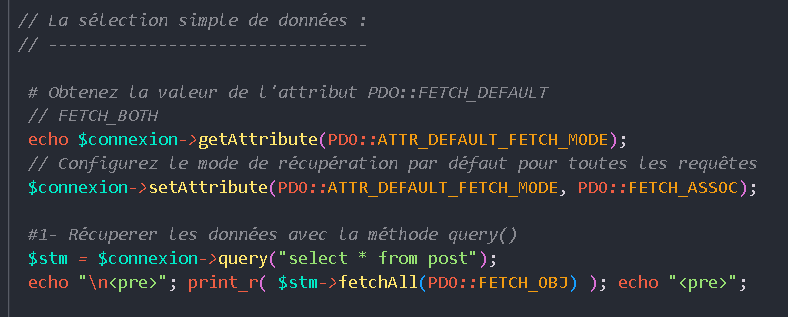 // La sélection simple de données :
// --------------------------------
# Obtenez la valeur de l'attribut PDO::FETCH_DEFAULT
// FETCH_BOTH
echo $connexion->getAttribute(PDO::ATTR_DEFAULT_FETCH_MODE);
// Configurez le mode de récupération par défaut pour toutes les requêtes
$connexion->setAttribute(PDO::ATTR_DEFAULT_FETCH_MODE, PDO::FETCH_ASSOC);
#1- Récuperer les données avec la méthode query()
$stm = $connexion->query("select * from post");
echo "\n<pre>"; print_r( $stm->fetchAll(PDO::FETCH_OBJ) ); echo "<pre>";